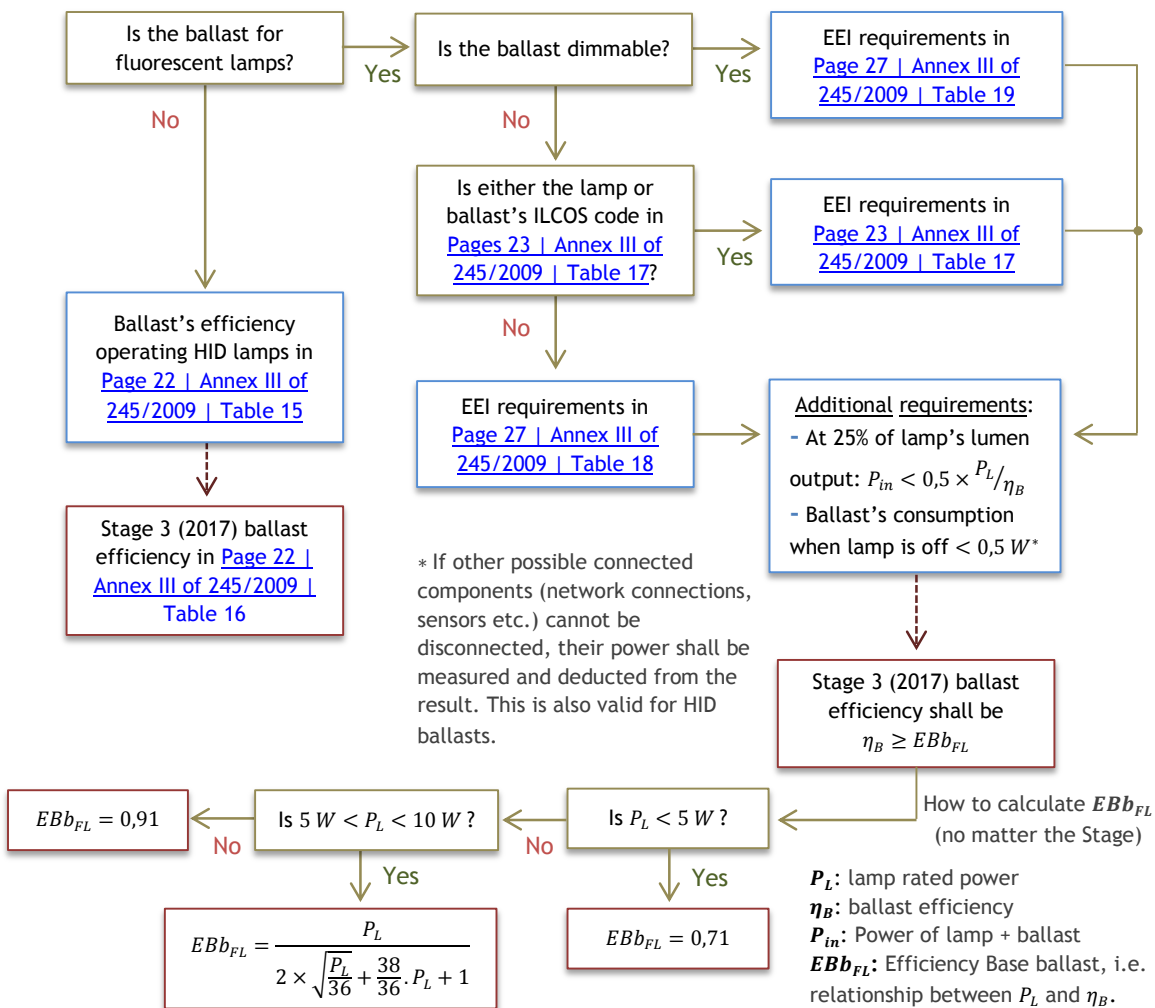 Is the ballast for
fluorescent lamps?
Yes
Is the ballast dimmable?
Yes
EEI requirements in
Page 27 | Annex III of
245/2009 | Table 19
No
No
Is either the lamp or
ballast's ILCOS code in
Pages 23 | Annex III of
245/2009 | Table 17?
Yes
EEI requirements in
Page 23 | Annex III of
245/2009 | Table 17
No
Ballast's efficiency
operating HID lamps in
Page 22 | Annex III of
245/2009 | Table 15
EEI requirements in
Page 27 | Annex III of
245/2009 | Table 18
Additional requirements:
- At 25% of lamp's lumen
output: P_in < 0,5 × P_L/η_B
- Ballast's consumption
when lamp is off < 0,5 W*
Stage 3 (2017) ballast
efficiency in Page 22 |
Annex III of 245/2009 |
Table 16
* If other possible connected
components (network connections,
sensors etc.) cannot be
disconnected, their power shall be
measured and deducted from the
result. This is also valid for HID
ballasts.
Stage 3 (2017) ballast
efficiency shall be
η_B ≥ EBb_FL
How to calculate EBb_FL
(no matter the Stage)
Is P_L < 5 W ?
No
Is 5 W < P_L < 10 W ?
No
EBb_FL = 0,91
Yes
Yes
EBb_FL = P_L / (2 × √(P_L/36) + 38/36 . P_L + 1)
EBb_FL = 0,71
P_L: lamp rated power
η_B: ballast efficiency
P_in: Power of lamp + ballast
EBb_FL: Efficiency Base ballast, i.e.
relationship between P_L and η_B.